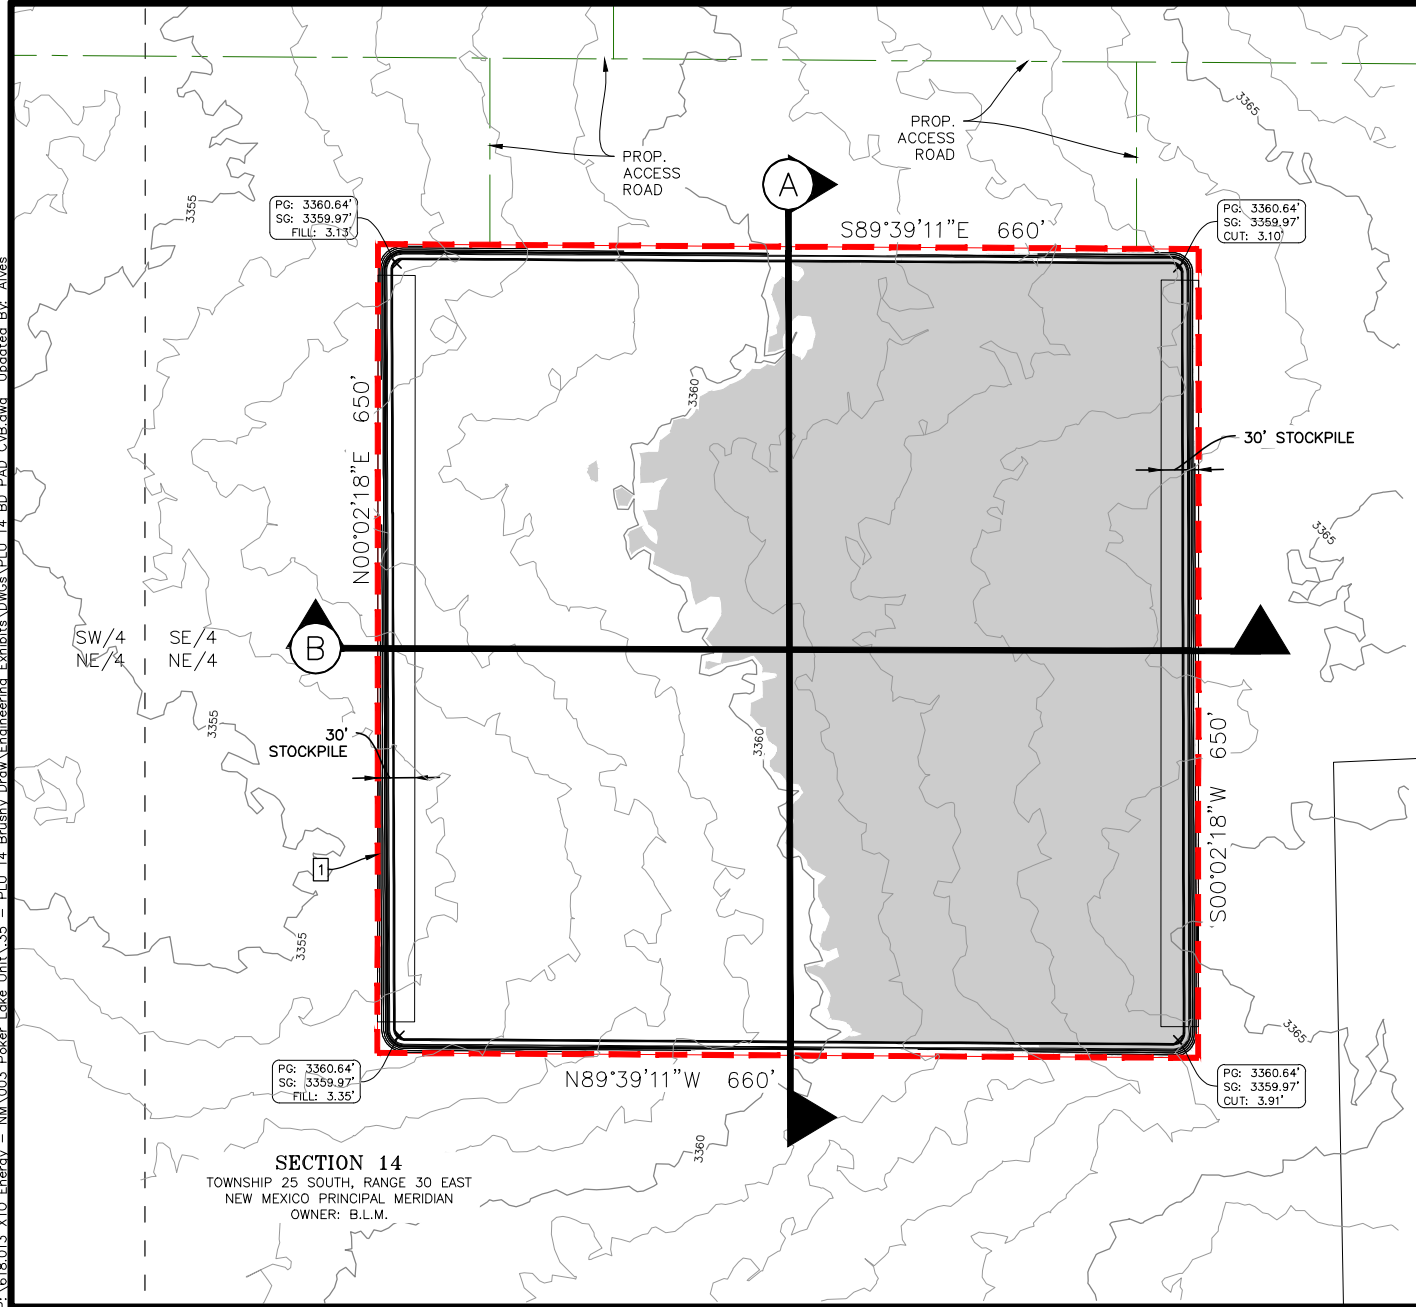 3365
PROP.
ACCESS
ROAD
PROP.
ACCESS
ROAD
A
3355
PG: 3360.64'
SG: 3359.97'
FILL: 3.13'
PG: 3360.64'
SG: 3359.97'
CUT: 3.10'
S89°39'11"E 660'
N00°02'18"E 650'
3360
30' STOCKPILE
3365
SW/4
NE/4
SE/4
NE/4
B
3355
30'
STOCKPILE
3360
S00°02'18"W 650'
1
3355
3365
PG: 3360.64'
SG: 3359.97'
FILL: 3.35'
N89°39'11"W 660'
PG: 3360.64'
SG: 3359.97'
CUT: 3.91'
3360
SECTION 14
TOWNSHIP 25 SOUTH, RANGE 30 EAST
NEW MEXICO PRINCIPAL MERIDIAN
OWNER: B.L.M.